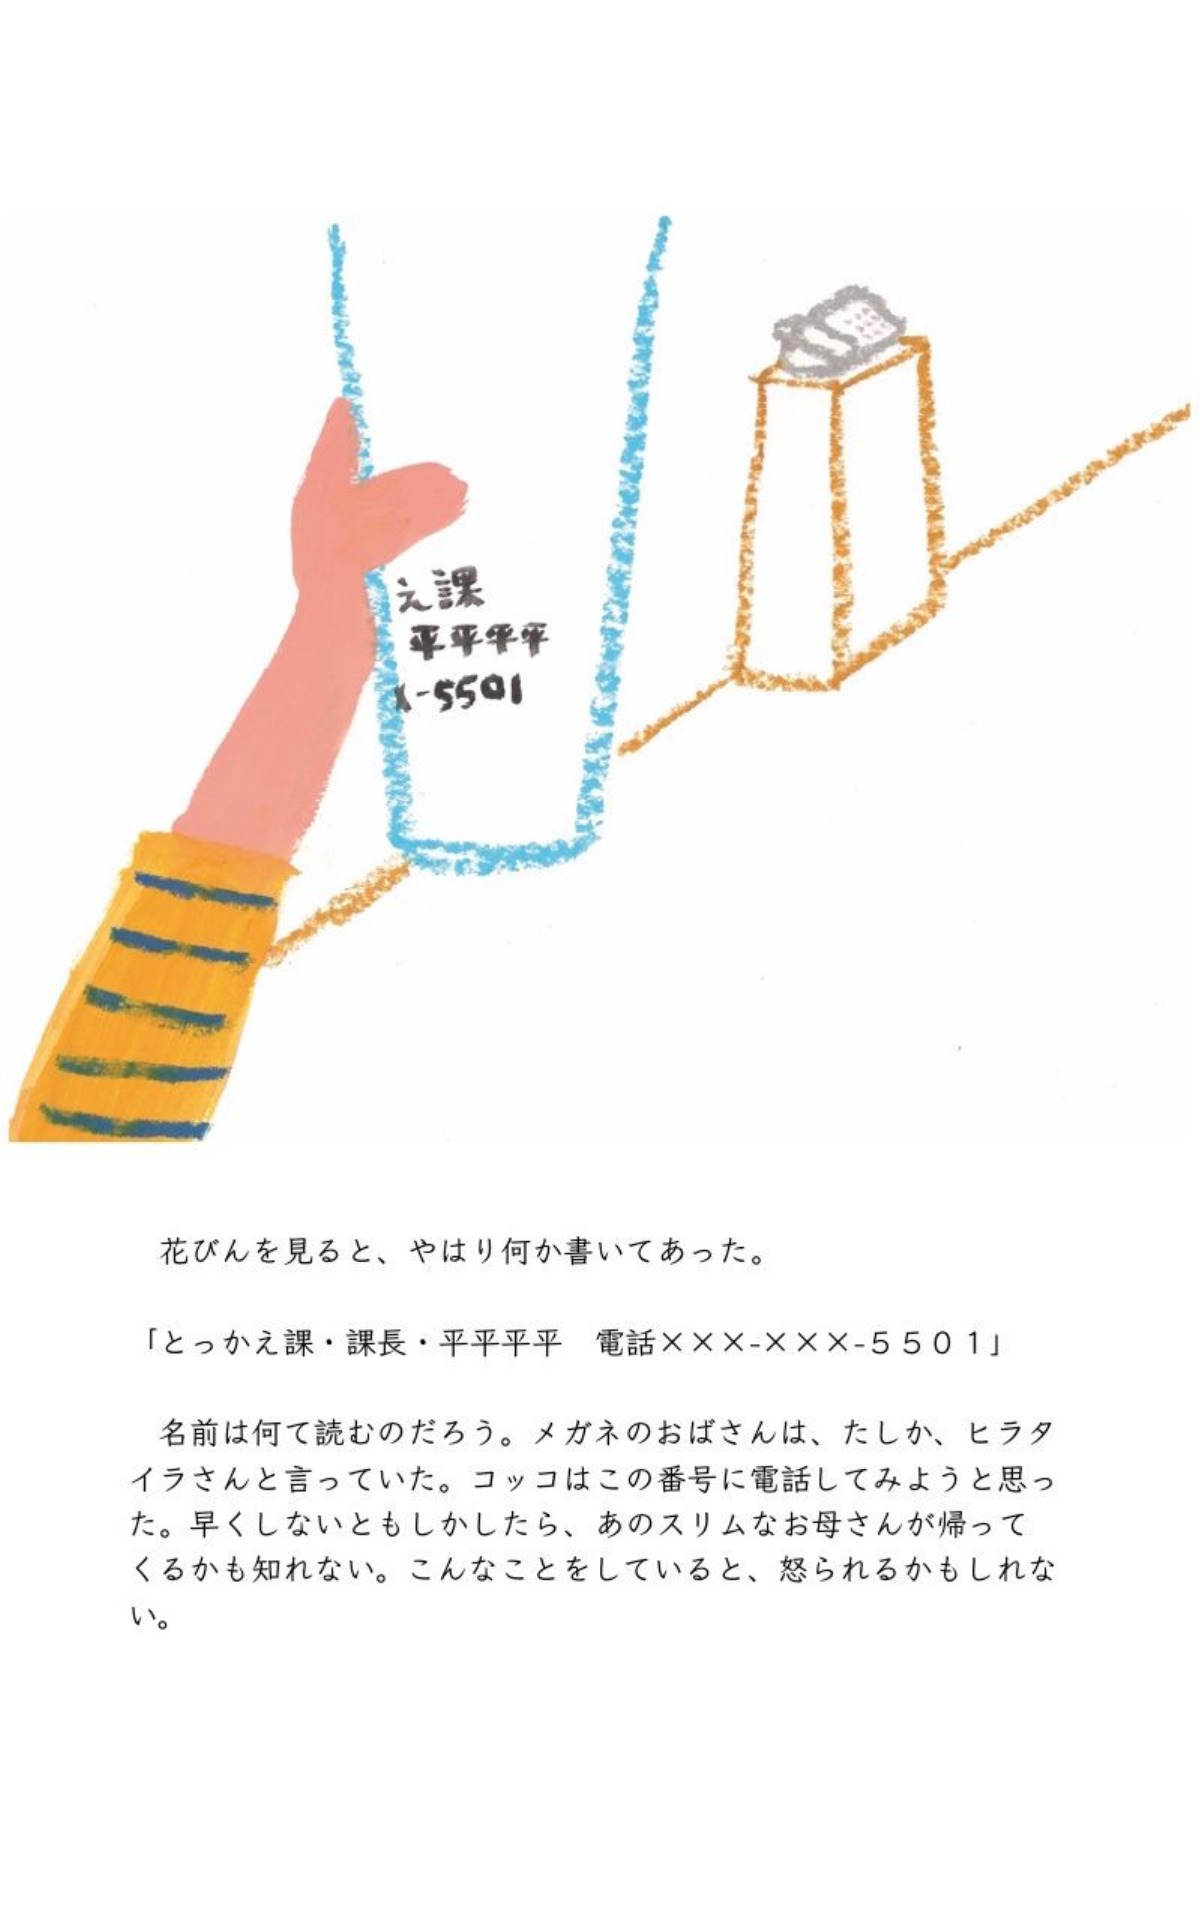 え課
平平平平
-5501
花びんを見ると、やはり何か書いてあった。
「とっかえ課・課長・平平平平　電話×××-×××-５５０１」
名前は何て読むのだろう。メガネのおばさんは、たしか、ヒラタ
イラさんと言っていた。コッコはこの番号に電話してみようと思っ
た。早くしないともしかしたら、あのスリムなお母さんが帰って
くるかも知れない。こんなことをしていると、怒られるかもしれな
い。